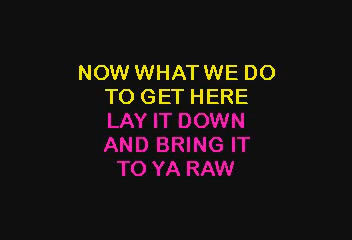 NOW WHAT WE DO
TO GET HERE
LAY IT DOWN
AND BRING IT
TO YA RAW